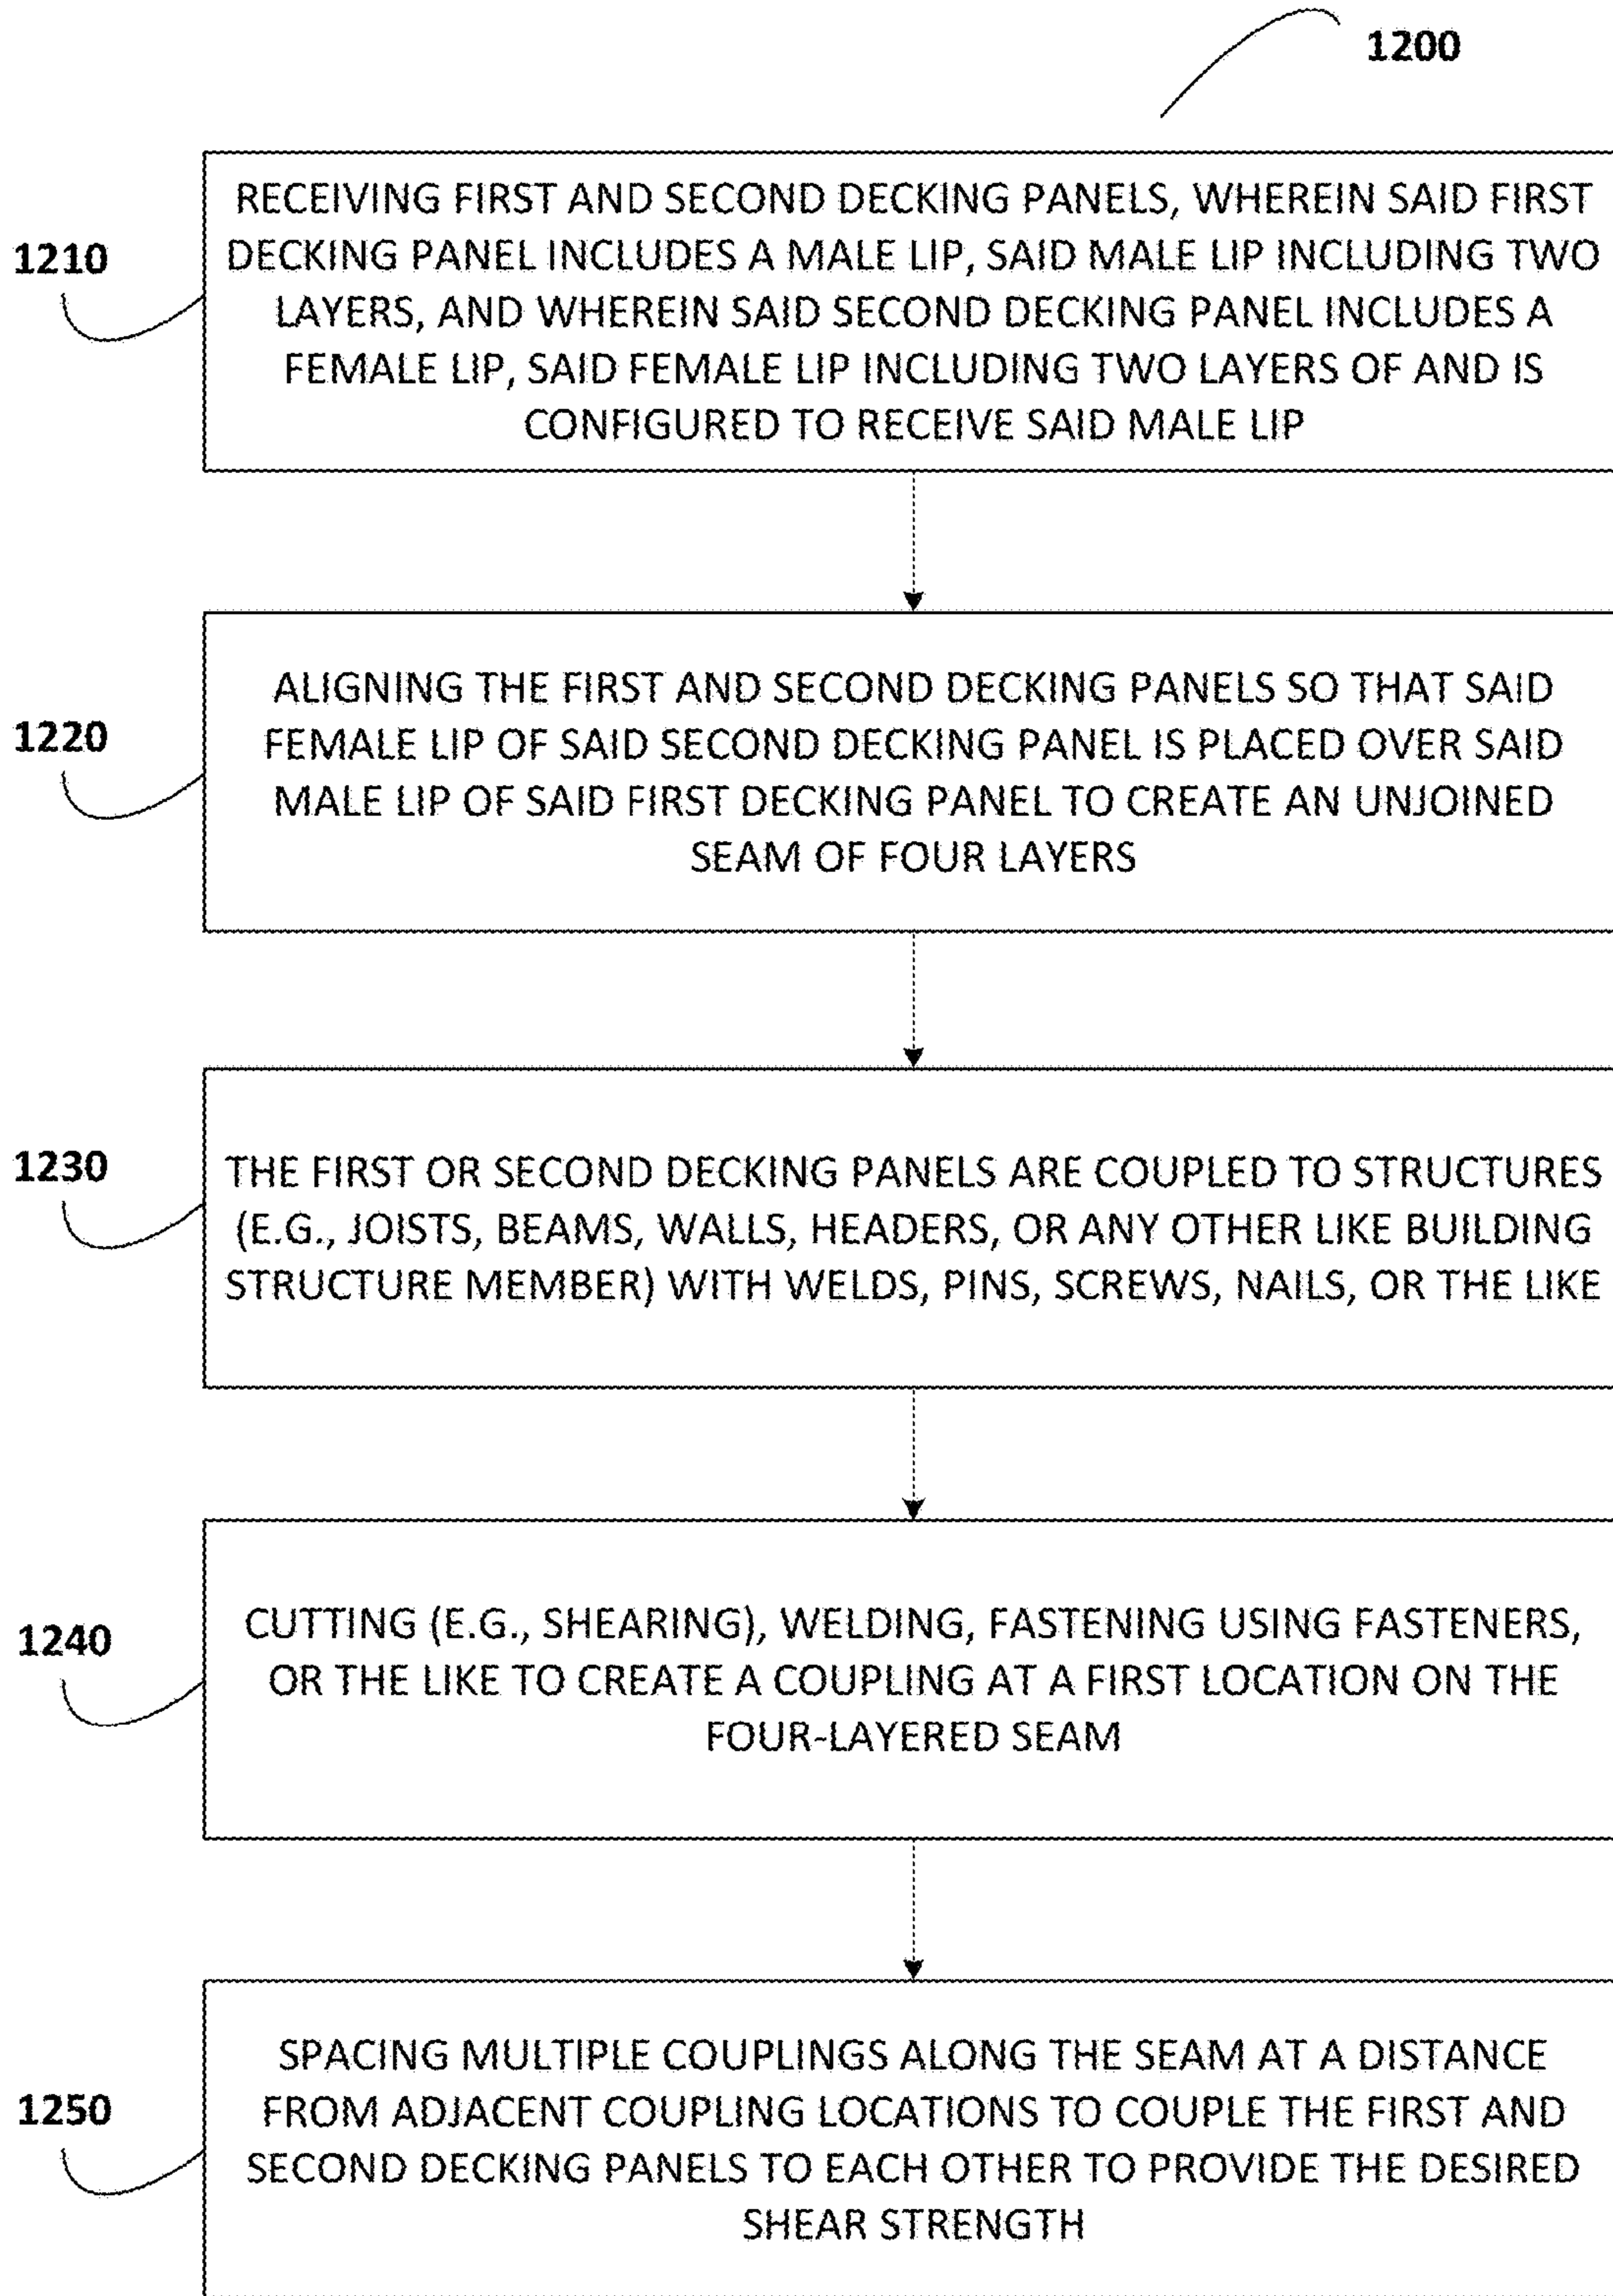 1200
1210
RECEIVING FIRST AND SECOND DECKING PANELS, WHEREIN SAID FIRST
DECKING PANEL INCLUDES A MALE LIP, SAID MALE LIP INCLUDING TWO
LAYERS, AND WHEREIN SAID SECOND DECKING PANEL INCLUDES A
FEMALE LIP, SAID FEMALE LIP INCLUDING TWO LAYERS OF AND IS
CONFIGURED TO RECEIVE SAID MALE LIP
1220
ALIGNING THE FIRST AND SECOND DECKING PANELS SO THAT SAID
FEMALE LIP OF SAID SECOND DECKING PANEL IS PLACED OVER SAID
MALE LIP OF SAID FIRST DECKING PANEL TO CREATE AN UNJOINED
SEAM OF FOUR LAYERS
1230
THE FIRST OR SECOND DECKING PANELS ARE COUPLED TO STRUCTURES
(E.G., JOISTS, BEAMS, WALLS, HEADERS, OR ANY OTHER LIKE BUILDING
STRUCTURE MEMBER) WITH WELDS, PINS, SCREWS, NAILS, OR THE LIKE
1240
CUTTING (E.G., SHEARING), WELDING, FASTENING USING FASTENERS,
OR THE LIKE TO CREATE A COUPLING AT A FIRST LOCATION ON THE
FOUR-LAYERED SEAM
1250
SPACING MULTIPLE COUPLINGS ALONG THE SEAM AT A DISTANCE
FROM ADJACENT COUPLING LOCATIONS TO COUPLE THE FIRST AND
SECOND DECKING PANELS TO EACH OTHER TO PROVIDE THE DESIRED
SHEAR STRENGTH